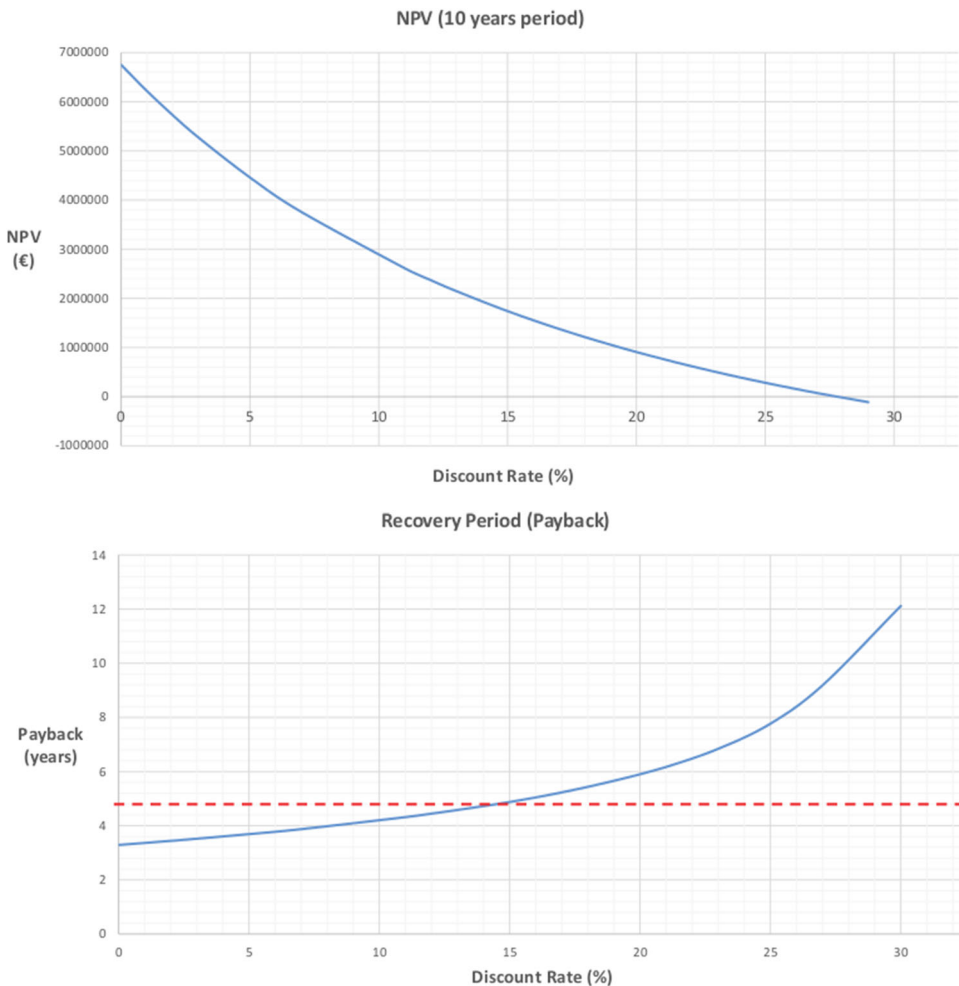 NPV (10 years period)
7000000
6000000
5000000
4000000
3000000
2000000
1000000
0
-1000000
NPV
(€)
0 5 10 15 20 25 30
Discount Rate (%)
Recovery Period (Payback)
14
12
10
8
6
4
2
0
Payback
(years)
0 5 10 15 20 25 30
Discount Rate (%)